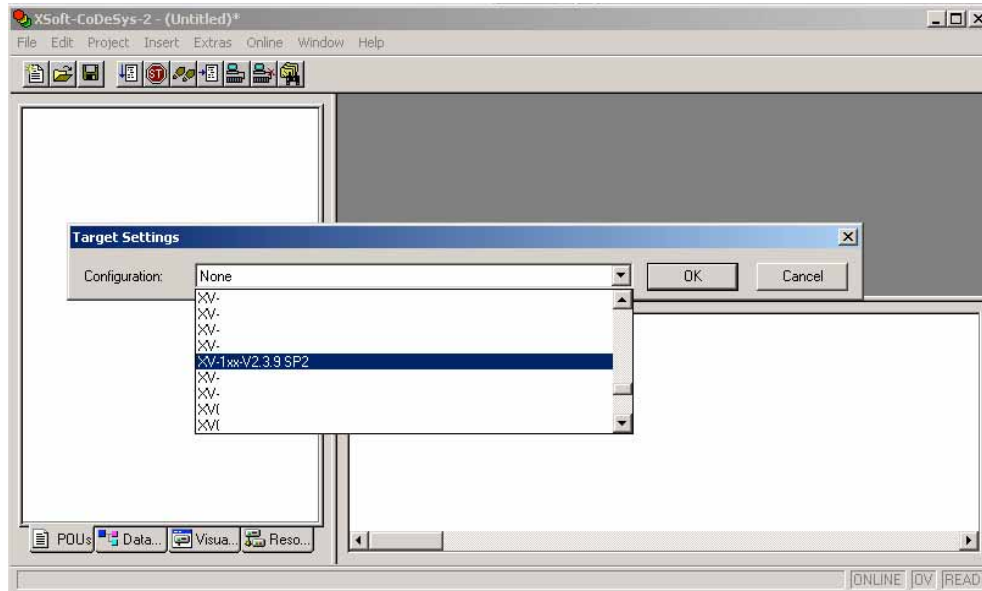 XSoft-CoDeSys-2 - (Untitled)*
File Edit Project Insert Extras Online Window Help
Target Settings
Configuration: None OK Cancel
XV-
XV-
XV-
XV-
XV-1xx-V2.3.9 SP2
XV-
XV-
XV(
XV(
POUs Data... Visua... Reso...
ONLINE OV READ